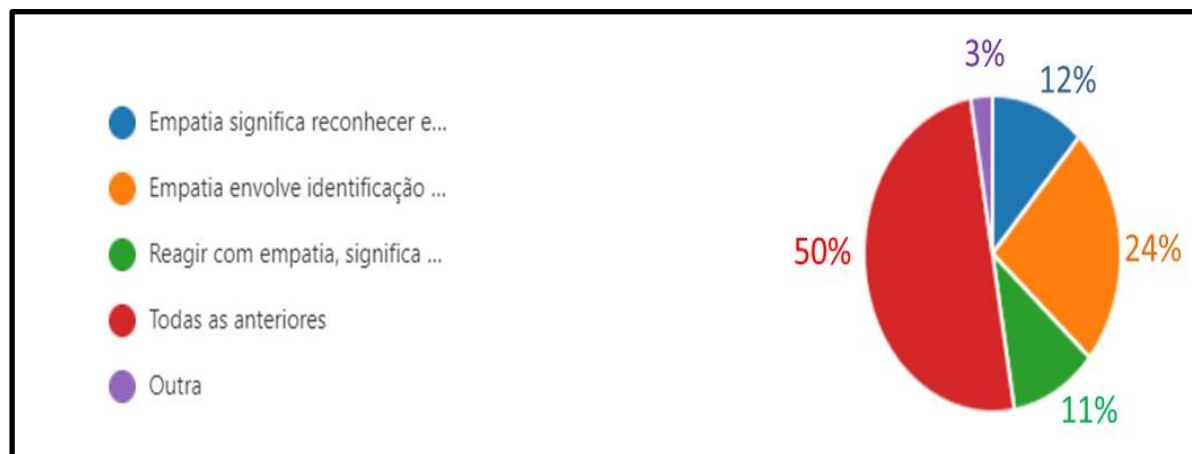 Empatia significa reconhecer e...
Empatia envolve identificação ...
Reagir com empatia, significa ...
Todas as anteriores
Outra
3%
12%
50%
24%
11%